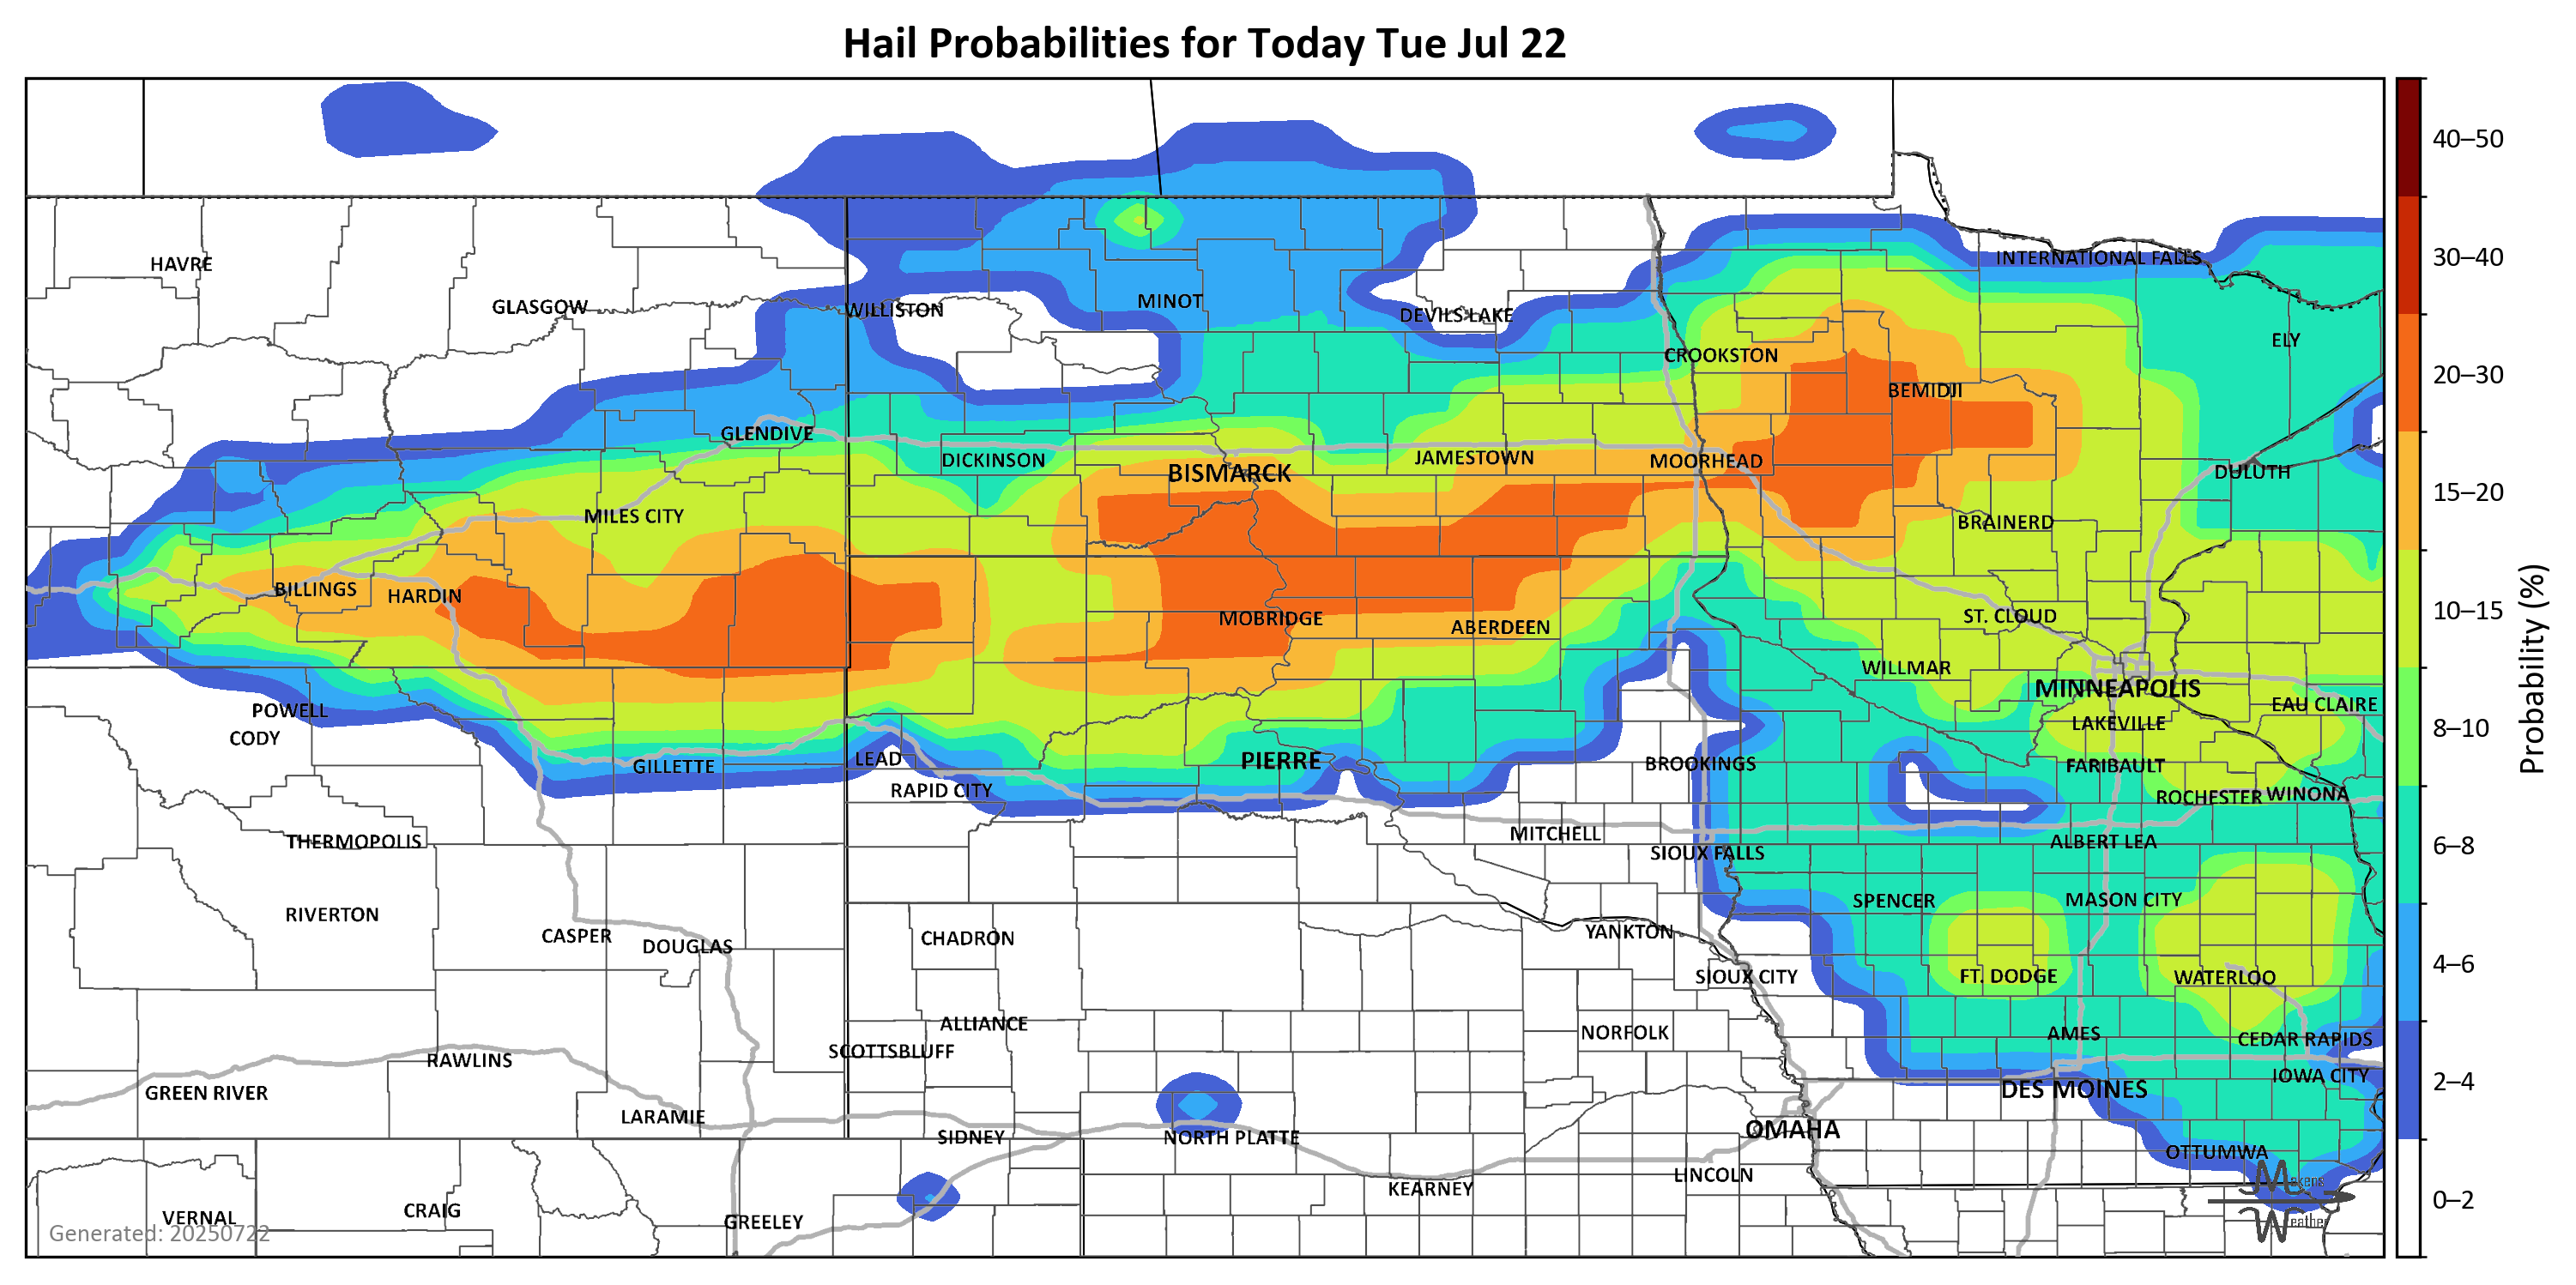 Hail Probabilities for Today Tue Jul 22
40–50
INTERNATIONAL FALLS
30–40
HAVRE
MINOT
GLASGOW
WILLISTON
DEVILS LAKE
ELY
CROOKSTON
20–30
BEMIDJI
GLENDIVE
DICKINSON
JAMESTOWN
MOORHEAD
BISMARCK
DULUTH
15–20
MILES CITY
BRAINERD
BILLINGS
HARDIN
10–15
ST. CLOUD
MOBRIDGE
ABERDEEN
Probability (%)
WILLMAR
MINNEAPOLIS
EAU CLAIRE
POWELL
LAKEVILLE
8–10
CODY
LEAD
PIERRE
BROOKINGS
GILLETTE
FARIBAULT
RAPID CITY
ROCHESTER
WINONA
MITCHELL
THERMOPOLIS
ALBERT LEA
6–8
SIOUX FALLS
SPENCER
MASON CITY
RIVERTON
YANKTON
CASPER
CHADRON
DOUGLAS
4–6
SIOUX CITY
FT. DODGE
WATERLOO
ALLIANCE
NORFOLK
AMES
CEDAR RAPIDS
SCOTTSBLUFF
RAWLINS
IOWA CITY
2–4
GREEN RIVER
DES MOINES
LARAMIE
OMAHA
SIDNEY
NORTH PLATTE
OTTUMWA
LINCOLN
KEARNEY
Makens
0–2
CRAIG
VERNAL
GREELEY
Weather
Generated: 20250722